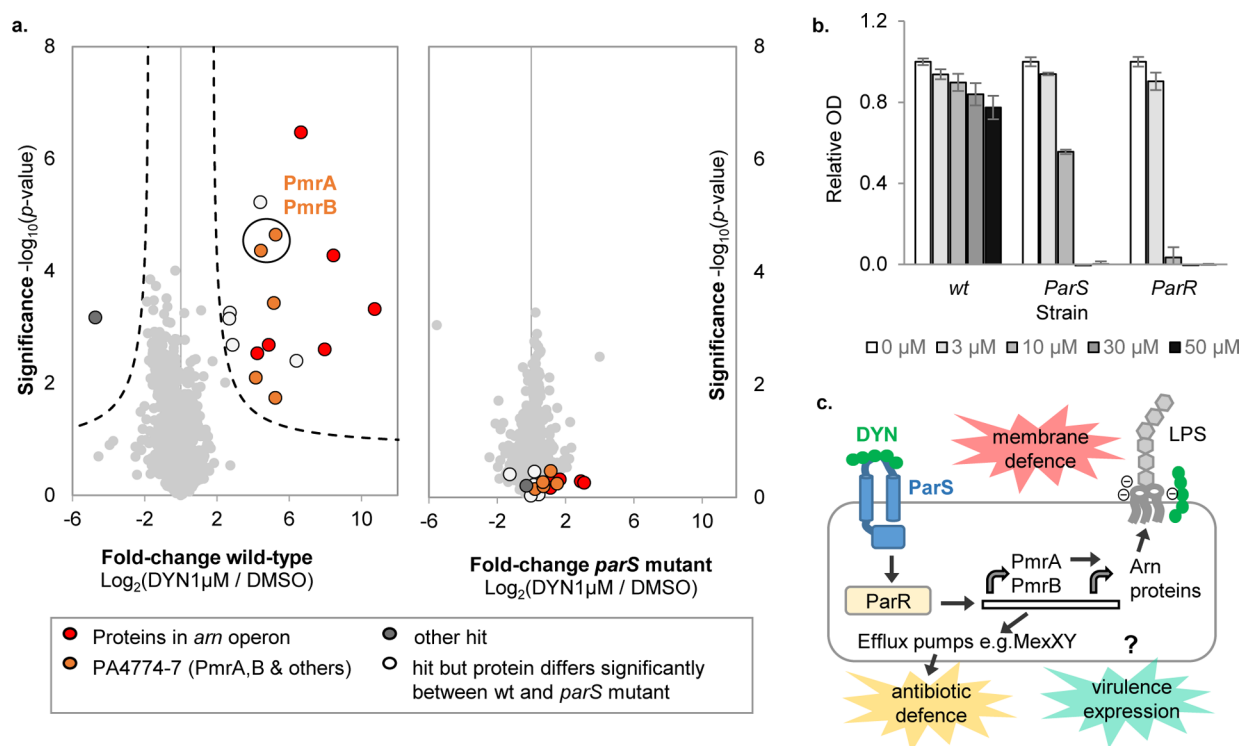 a.
8
6
4
2
0
Significance -log10(p-value)
PmrA
PmrB
-6
-2
2
6
10
Fold-change wild-type
Log2(DYN1µM / DMSO)
8
6
4
2
0
Significance -log10(p-value)
-6
-2
2
6
10
Fold-change parS mutant
Log2(DYN1µM / DMSO)
Proteins in arn operon
PA4774-7 (PmrA,B & others)
other hit
hit but protein differs significantly
between wt and parS mutant
b.
1.2
0.8
0.4
0.0
Relative OD
wt
ParS
ParR
Strain
0 µM
3 µM
10 µM
30 µM
50 µM
c.
DYN
membrane
defence
LPS
ParS
ParR
PmrA
PmrB
Arn
proteins
Efflux pumps e.g.MexXY
?
antibiotic
defence
virulence
expression